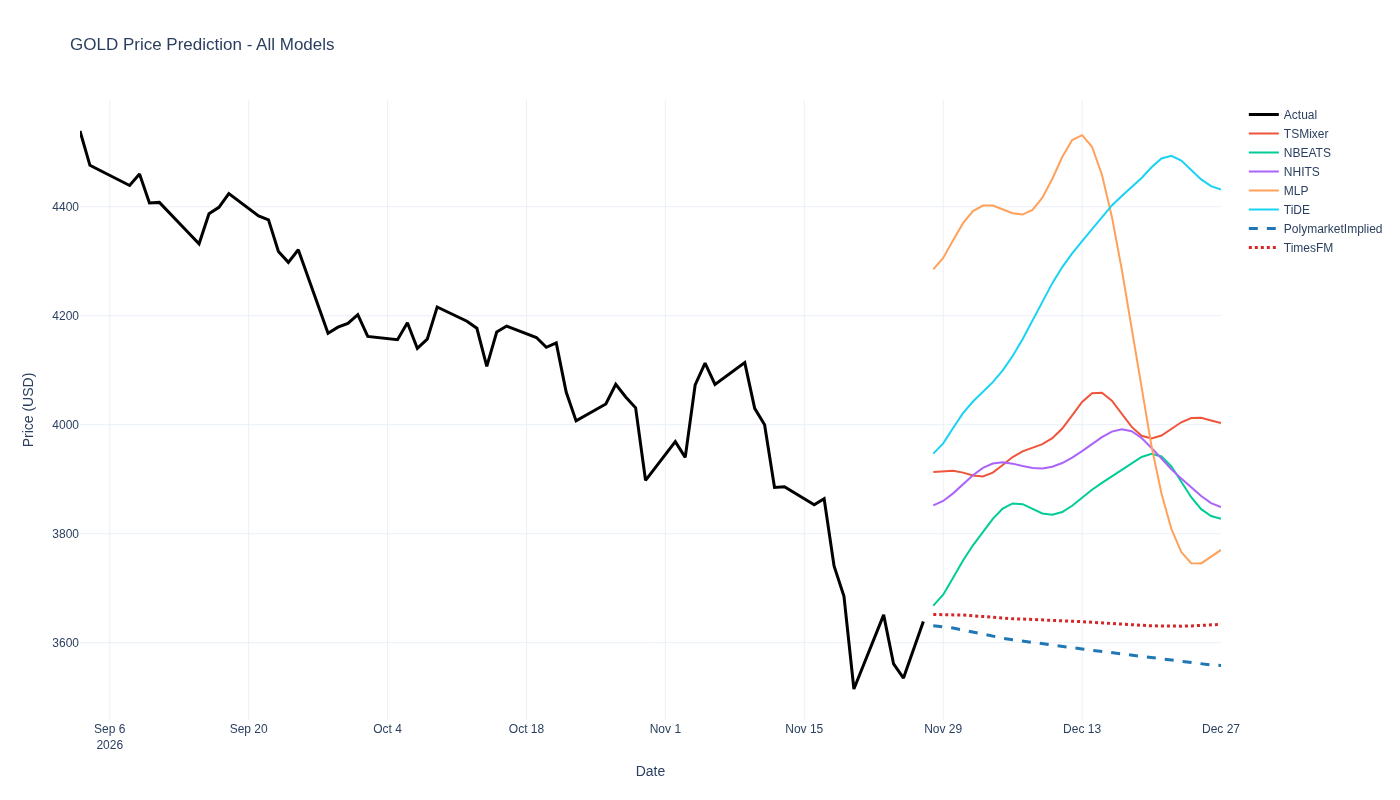 GOLD Price Prediction - All Models
Price (USD)
4400
4200
4000
3800
3600
Sep 6
2026
Sep 20
Oct 4
Oct 18
Nov 1
Nov 15
Nov 29
Dec 13
Dec 27
Date
Actual
TSMixer
NBEATS
NHITS
MLP
TiDE
PolymarketImplied
TimesFM